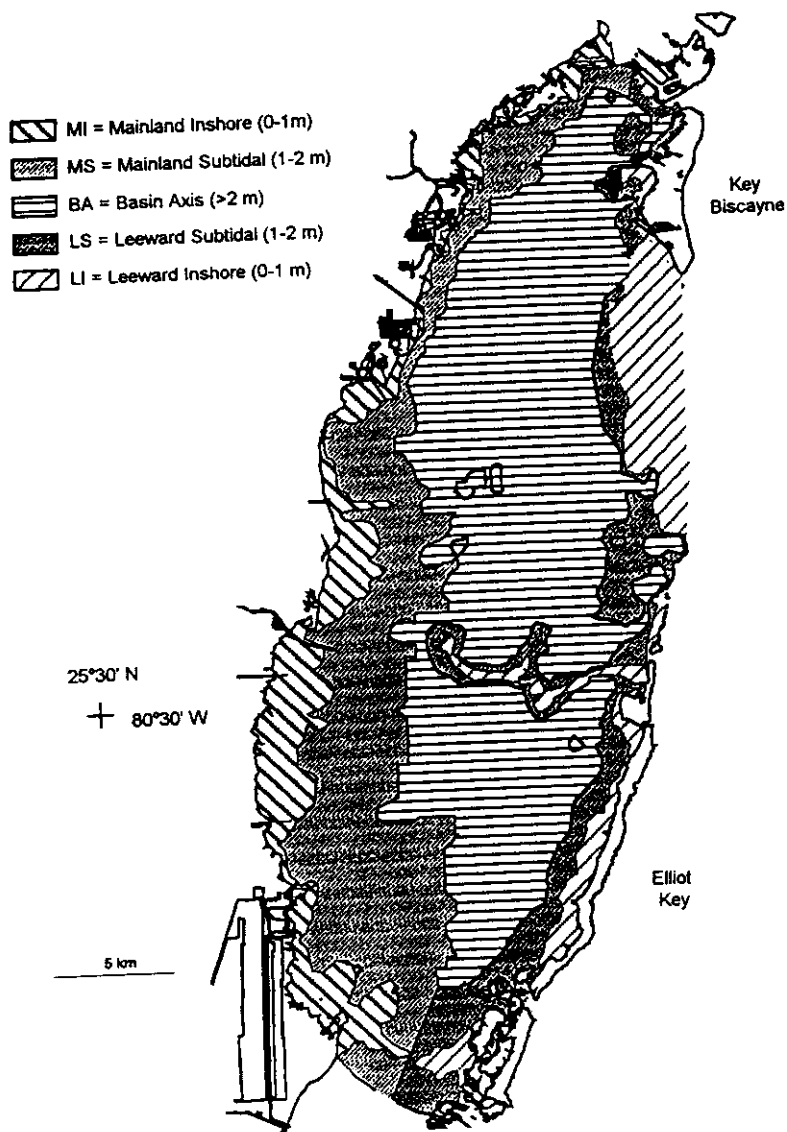 MI = Mainland Inshore (0-1m)
MS = Mainland Subtidal (1-2 m)
BA = Basin Axis (>2 m)
LS = Leeward Subtidal (1-2 m)
LI = Leeward Inshore (0-1 m)
Key
Biscayne
25°30' N
80°30' W
Elliot
Key
5 km